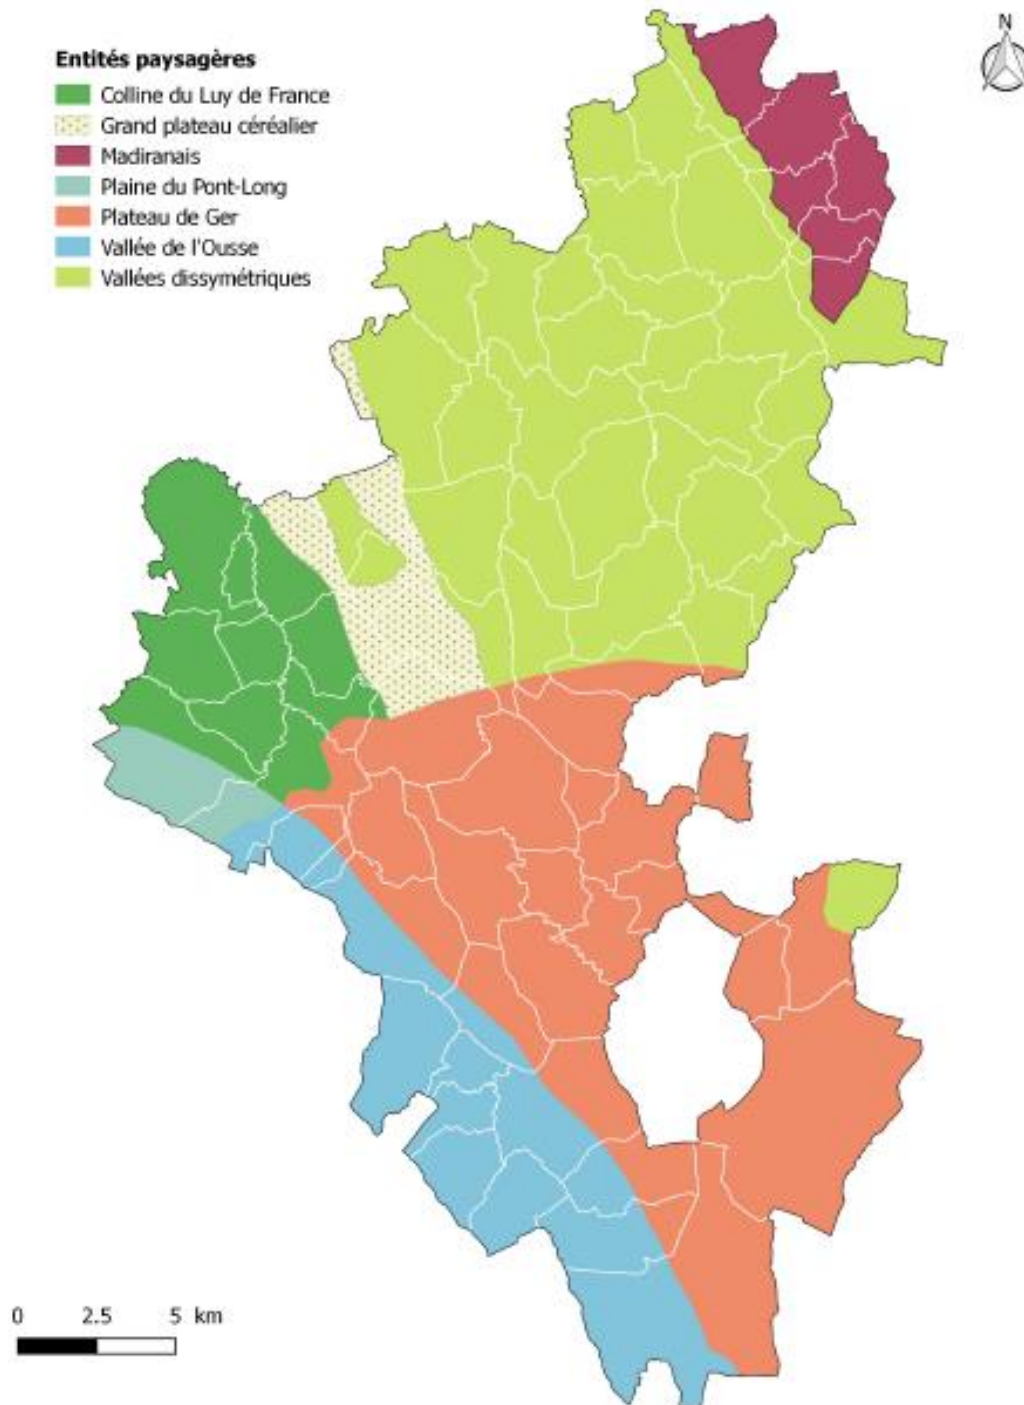 N
Entités paysagères
Colline du Luy de France
Grand plateau céréalier
Madiranais
Plaine du Pont-Long
Plateau de Ger
Vallée de l'Ousse
Vallées dissymétriques
0 2.5 5 km